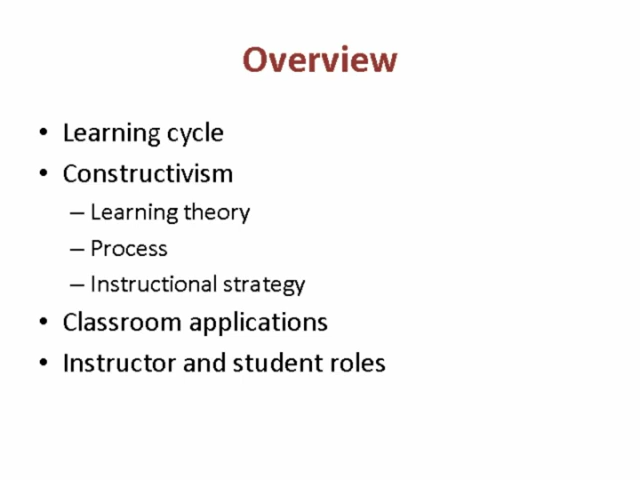 Overview
• Learning cycle
• Constructivism
– Learning theory
– Process
– Instructional strategy
• Classroom applications
• Instructor and student roles